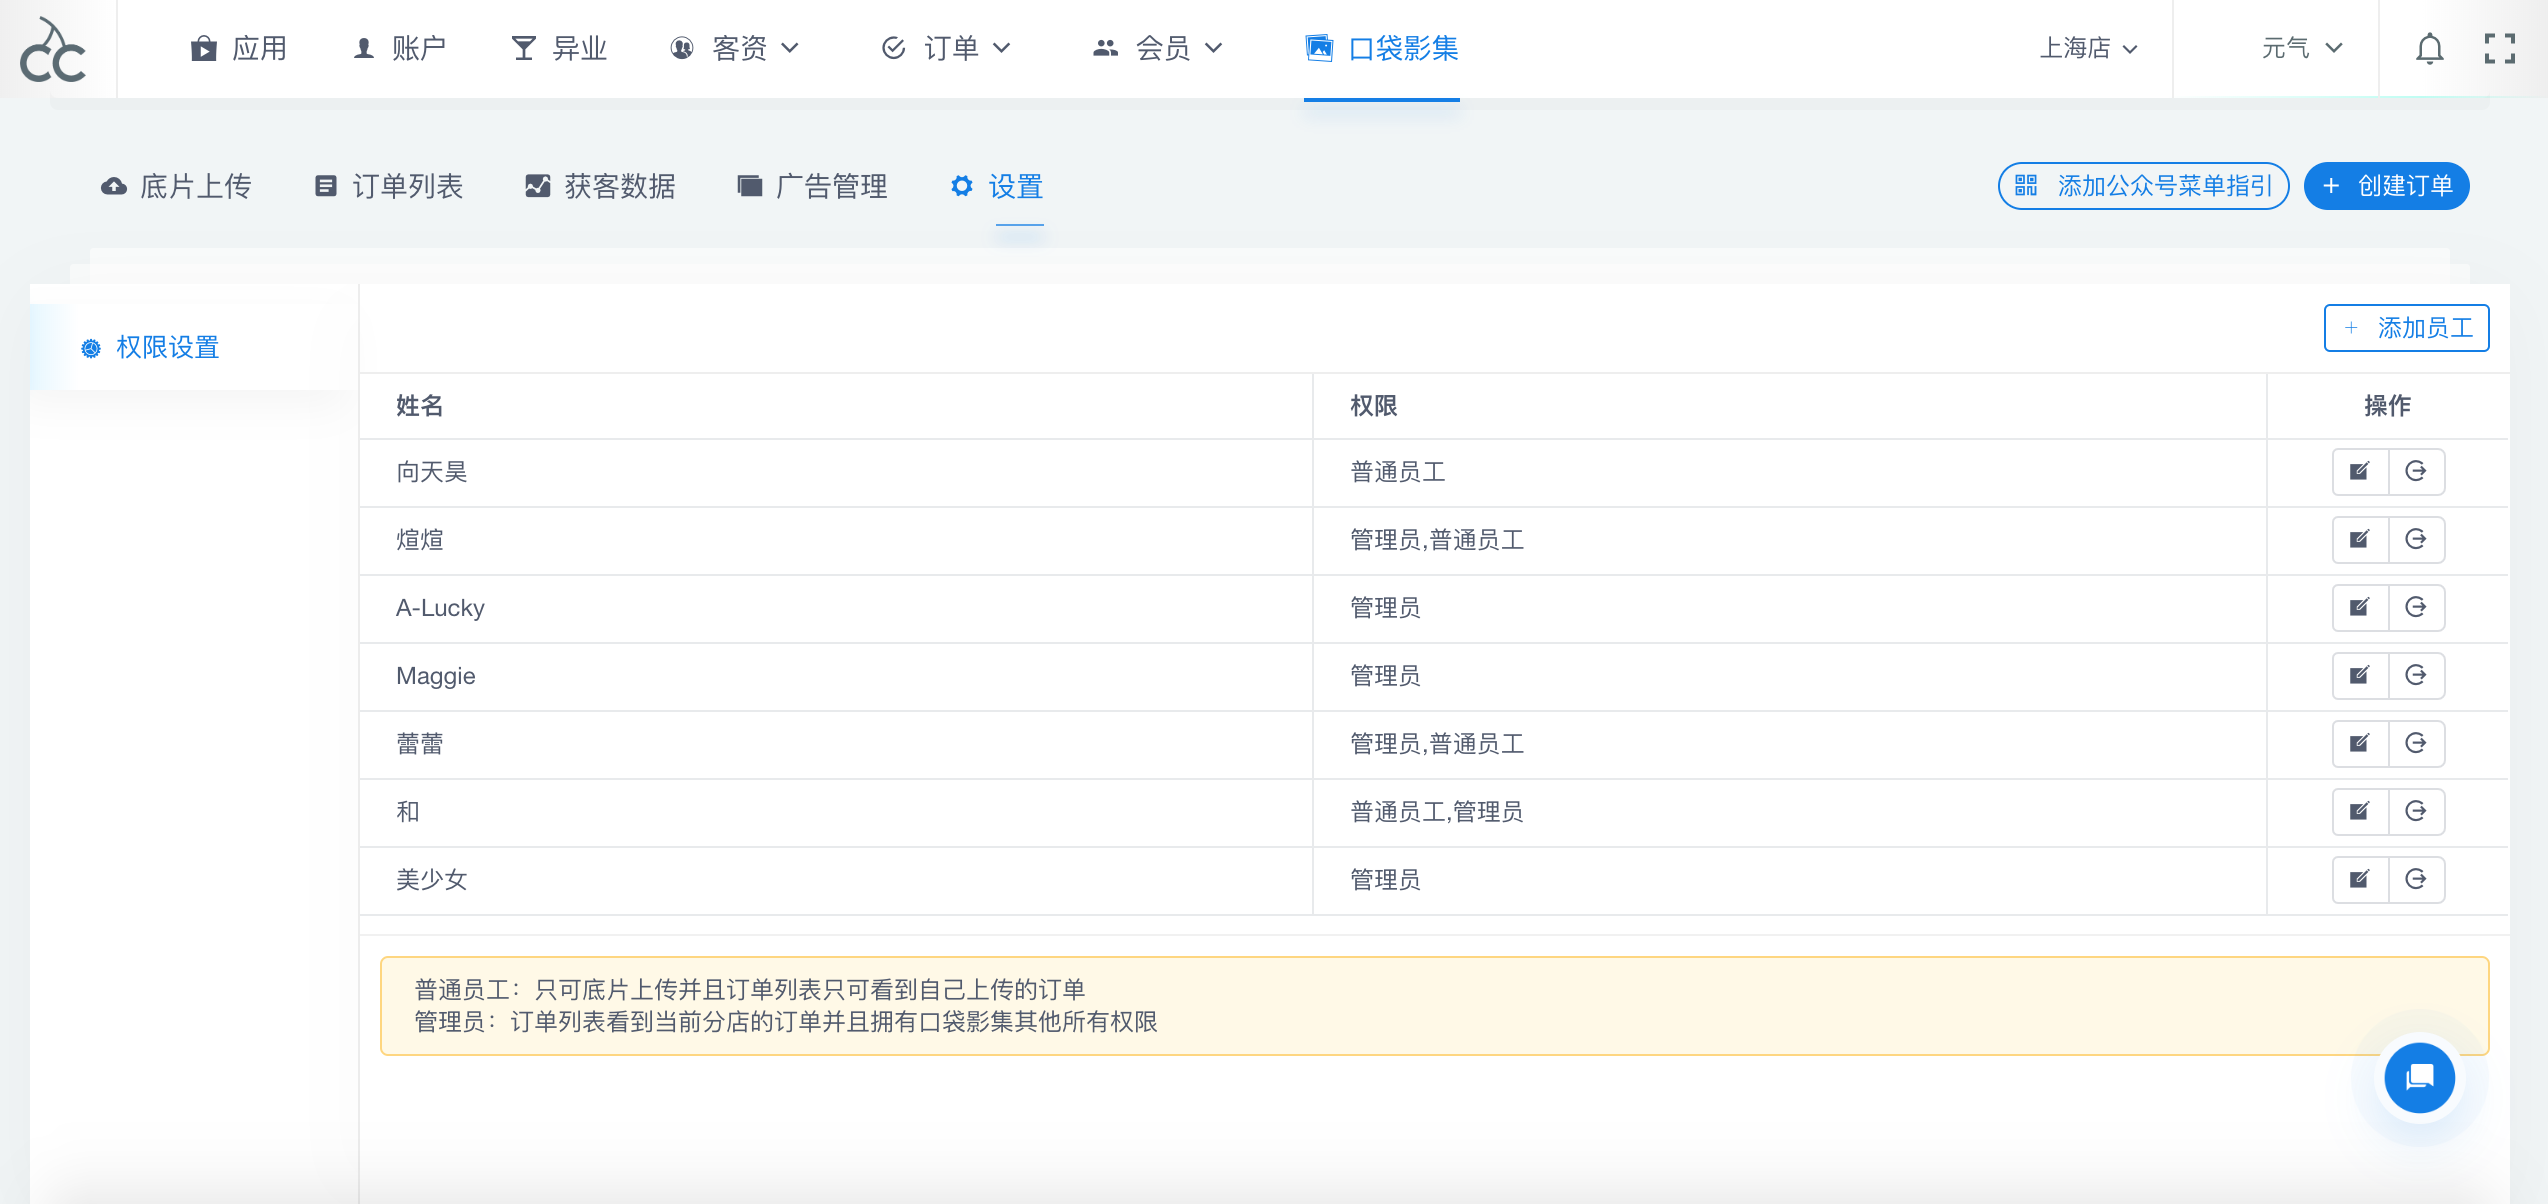 CC 应用 账户 异业 客资 订单 会员 口袋影集 上海店 元气
底片上传 订单列表 获客数据 广告管理 设置 添加公众号菜单指引 + 创建订单
权限设置
+ 添加员工
姓名 权限 操作
向天昊 普通员工
煊煊 管理员,普通员工
A-Lucky 管理员
Maggie 管理员
蕾蕾 管理员,普通员工
和 普通员工,管理员
美少女 管理员
普通员工：只可底片上传并且订单列表只可看到自己上传的订单
管理员：订单列表看到当前分店的订单并且拥有口袋影集其他所有权限